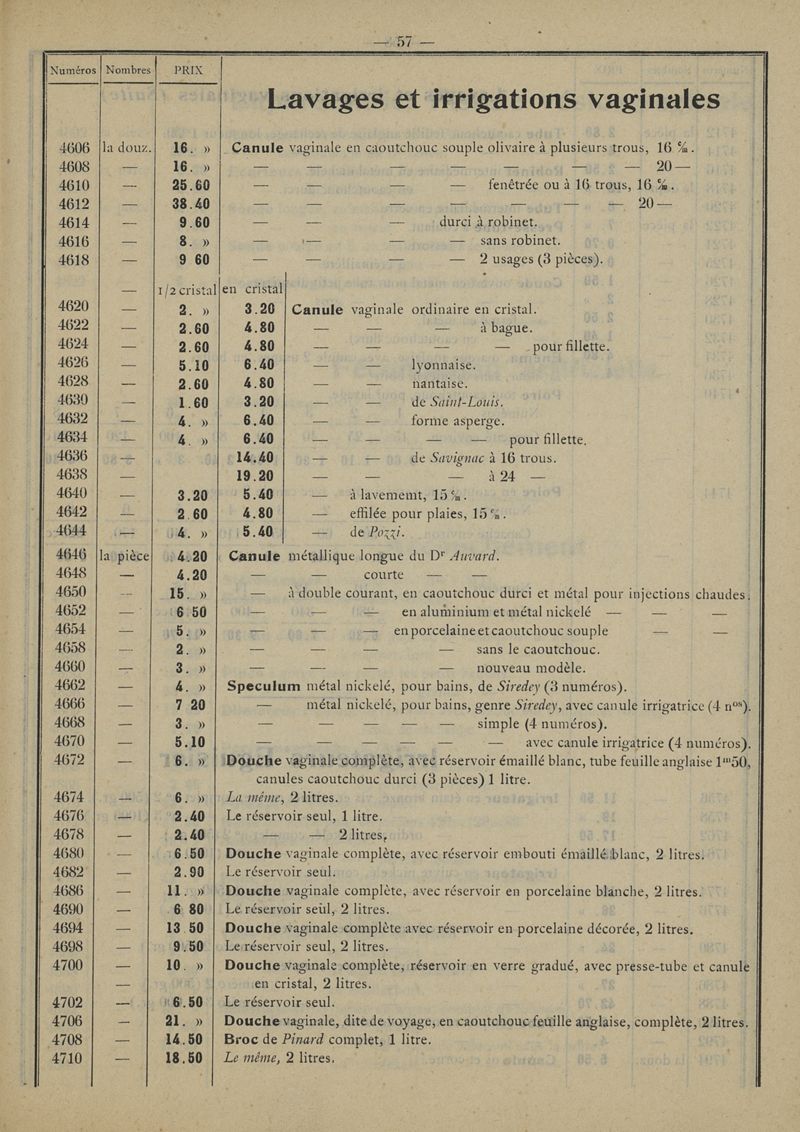 — 57 —
Numéros Nombres PRIX
Lavages et irrigations vaginales
4606 la douz. 16. » Canule vaginale en caoutchouc souple olivaire à plusieurs trous, 16 c/m.
4608 — 16. » — — — — — — — 20 —
4610 — 25.60 — — — — fenêtrée ou à 16 trous, 16 c/m.
4612 — 38.40 — — — — — — — 20 —
4614 — 9.60 — — — durci à robinet.
4616 — 8. » — — — — sans robinet.
4618 — 9 60 — — — — 2 usages (3 pièces).
— 1/2 cristal en cristal
4620 — 2. » 3.20 Canule vaginale ordinaire en cristal.
4622 — 2.60 4.80 — — — à bague.
4624 — 2.60 4.80 — — — — pour fillette.
4626 — 5.10 6.40 — — lyonnaise.
4628 — 2.60 4.80 — — nantaise.
4630 — 1.60 3.20 — — de Saint-Louis.
4632 — 4. » 6.40 — — forme asperge.
4634 — 4. » 6.40 — — — — pour fillette.
4636 — 14.40 — — de Savignac à 16 trous.
4638 — 19.20 — — — à 24 —
4640 — 3.20 5.40 — à lavememt, 15 c/m.
4642 — 2 60 4.80 — effilée pour plaies, 15 c/m.
4644 — 4. » 5.40 — de Pozzi.
4646 la pièce 4.20 Canule métallique longue du Dr Auvard.
4648 — 4.20 — — courte — —
4650 — 15. » — à double courant, en caoutchouc durci et métal pour injections chaudes.
4652 — 6 50 — — — en aluminium et métal nickelé — — —
4654 — 5. » — — — en porcelaine et caoutchouc souple — —
4658 — 2. » — — — — sans le caoutchouc.
4660 — 3. » — — — — nouveau modèle.
4662 — 4. » Speculum métal nickelé, pour bains, de Siredey (3 numéros).
4666 — 7 20 — métal nickelé, pour bains, genre Siredey, avec canule irrigatrice (4 nos).
4668 — 3. » — — — — — simple (4 numéros).
4670 — 5.10 — — — — — — avec canule irrigatrice (4 numéros).
4672 — 6. » Douche vaginale complète, avec réservoir émaillé blanc, tube feuille anglaise 1m50,
canules caoutchouc durci (3 pièces) 1 litre.
4674 — 6. » La même, 2 litres.
4676 — 2.40 Le réservoir seul, 1 litre.
4678 — 2.40 — — 2 litres.
4680 — 6.50 Douche vaginale complète, avec réservoir embouti émaillé blanc, 2 litres.
4682 — 2.90 Le réservoir seul.
4686 — 11. » Douche vaginale complète, avec réservoir en porcelaine blanche, 2 litres.
4690 — 6 80 Le réservoir seul, 2 litres.
4694 — 13 50 Douche vaginale complète avec réservoir en porcelaine décorée, 2 litres.
4698 — 9.50 Le réservoir seul, 2 litres.
4700 — 10. » Douche vaginale complète, réservoir en verre gradué, avec presse-tube et canule
— en cristal, 2 litres.
4702 — 6.50 Le réservoir seul.
4706 — 21. » Douche vaginale, dite de voyage, en caoutchouc feuille anglaise, complète, 2 litres.
4708 — 14.50 Broc de Pinard complet, 1 litre.
4710 — 18.50 Le même, 2 litres.